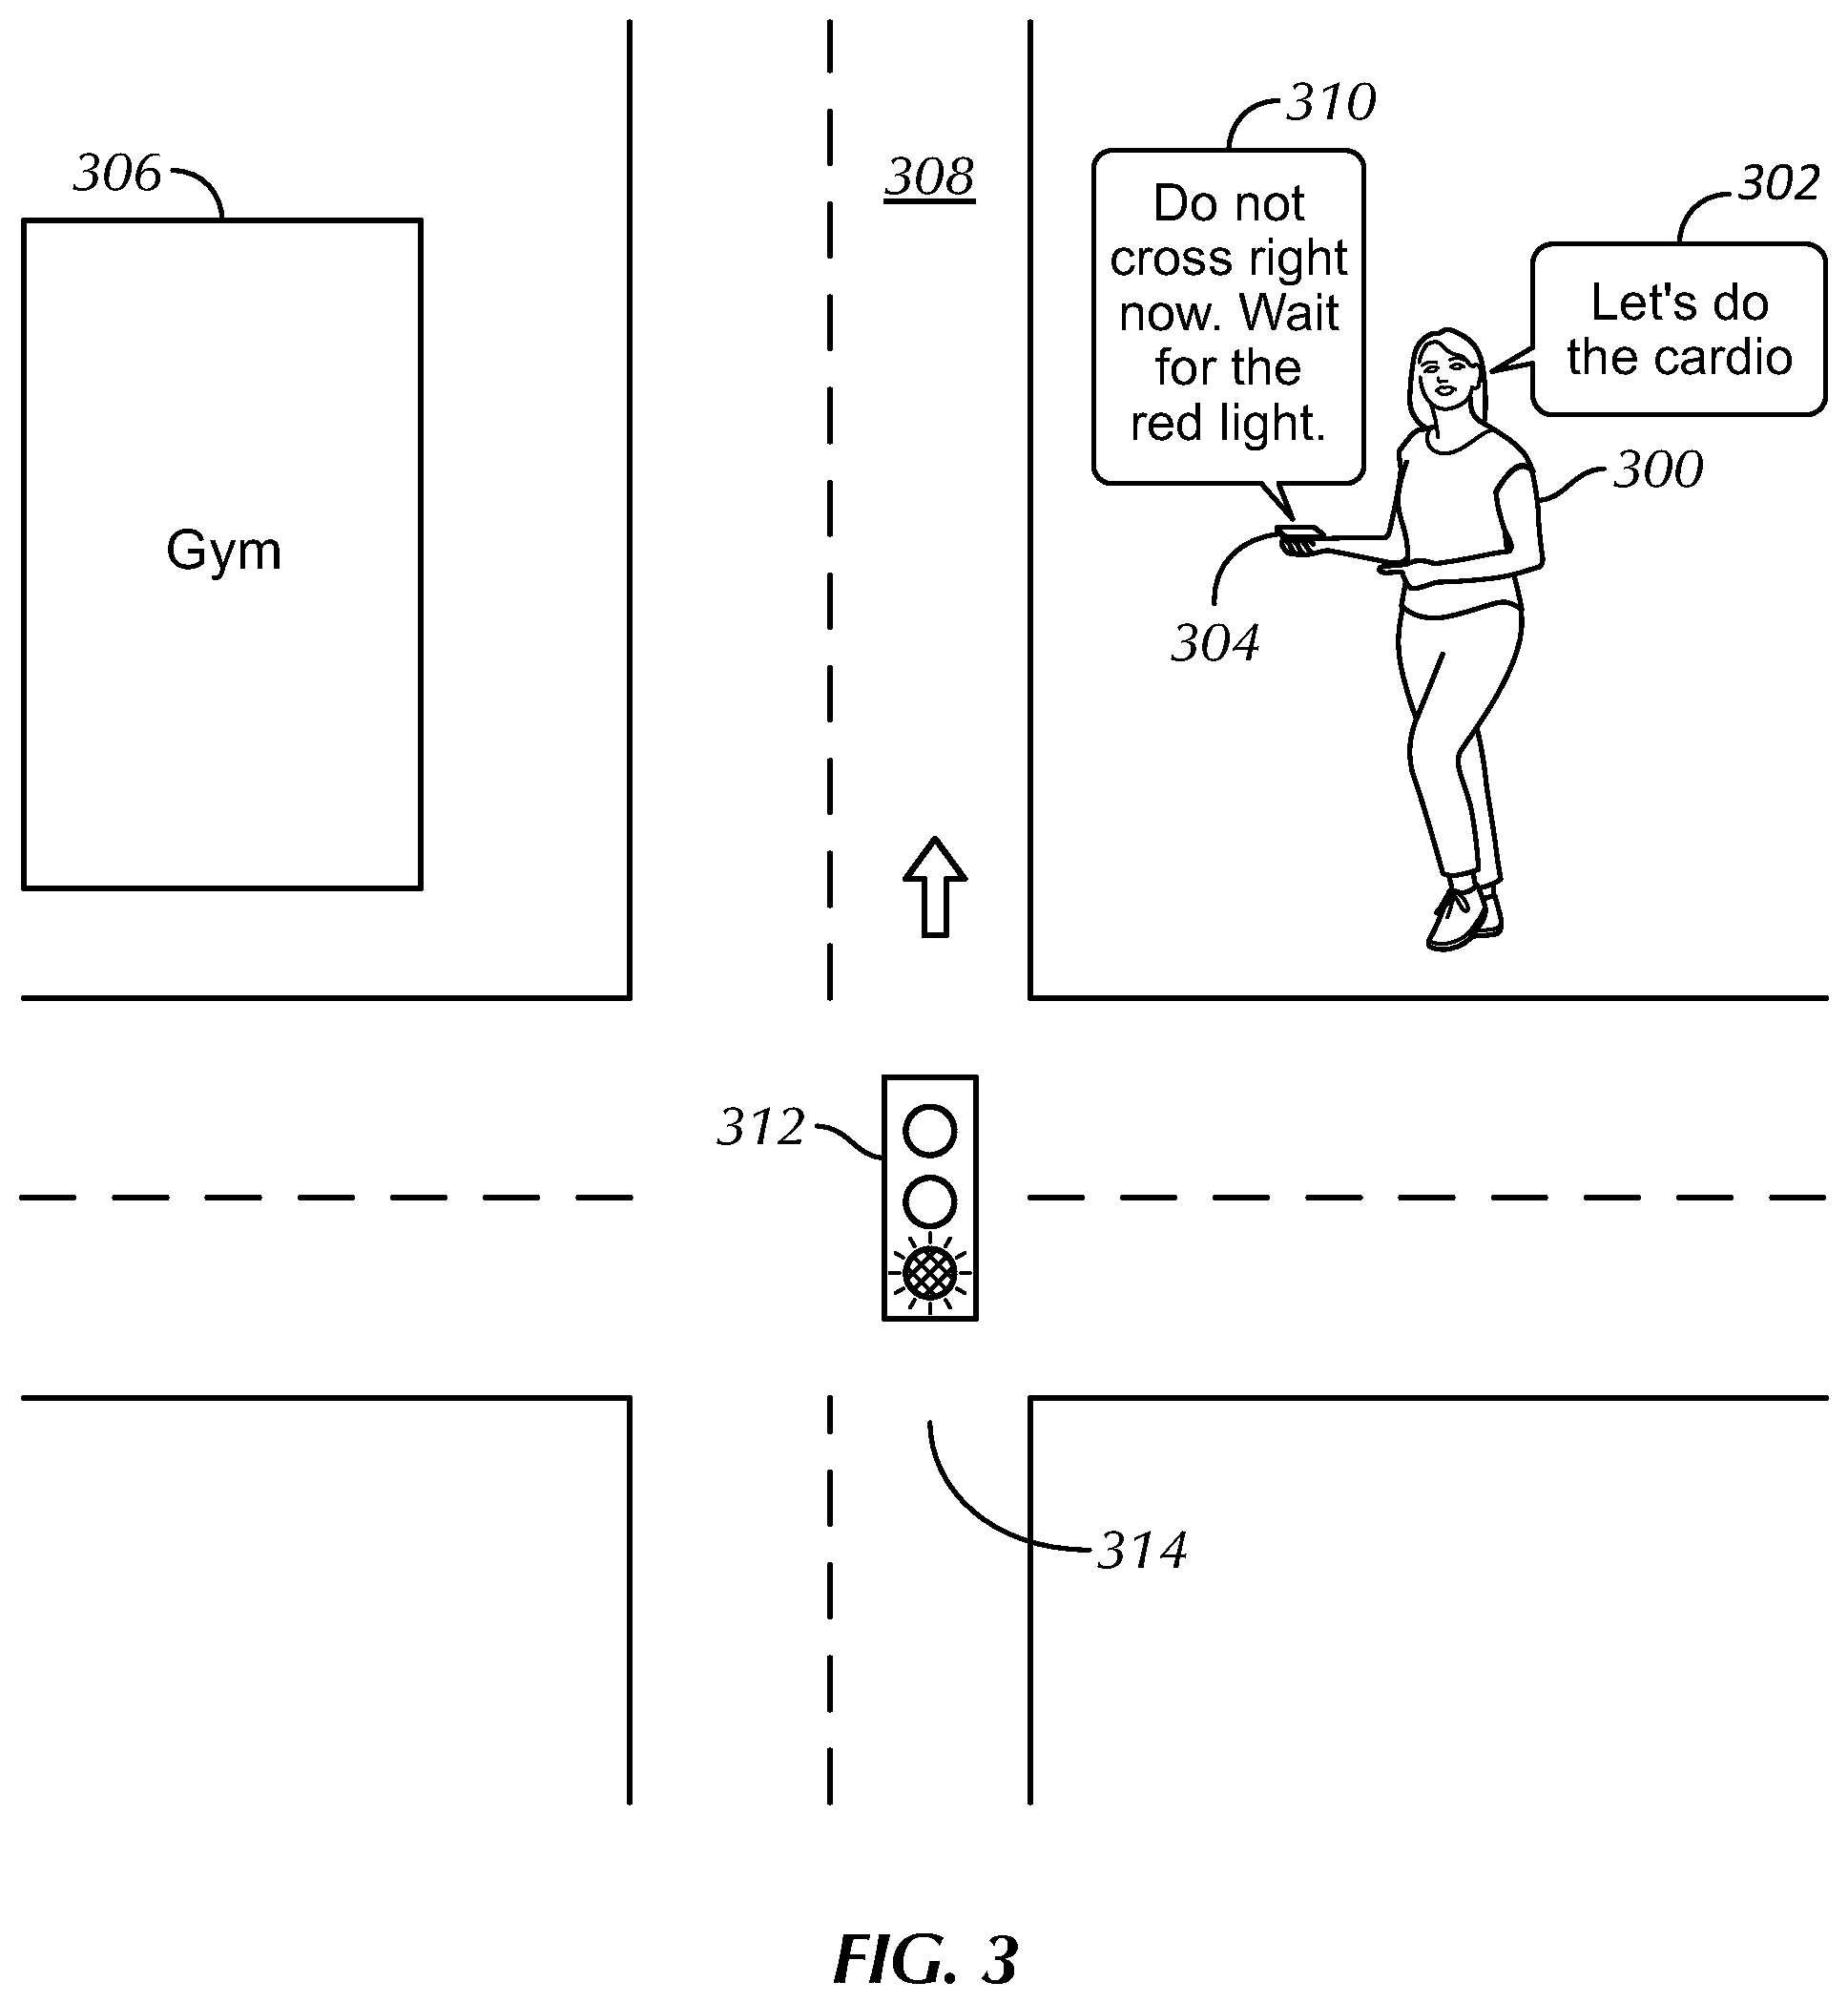 310
306
308
302
Do not
cross right
now. Wait
for the
red light.
Let's do
the cardio
300
Gym
304
312
314
FIG. 3